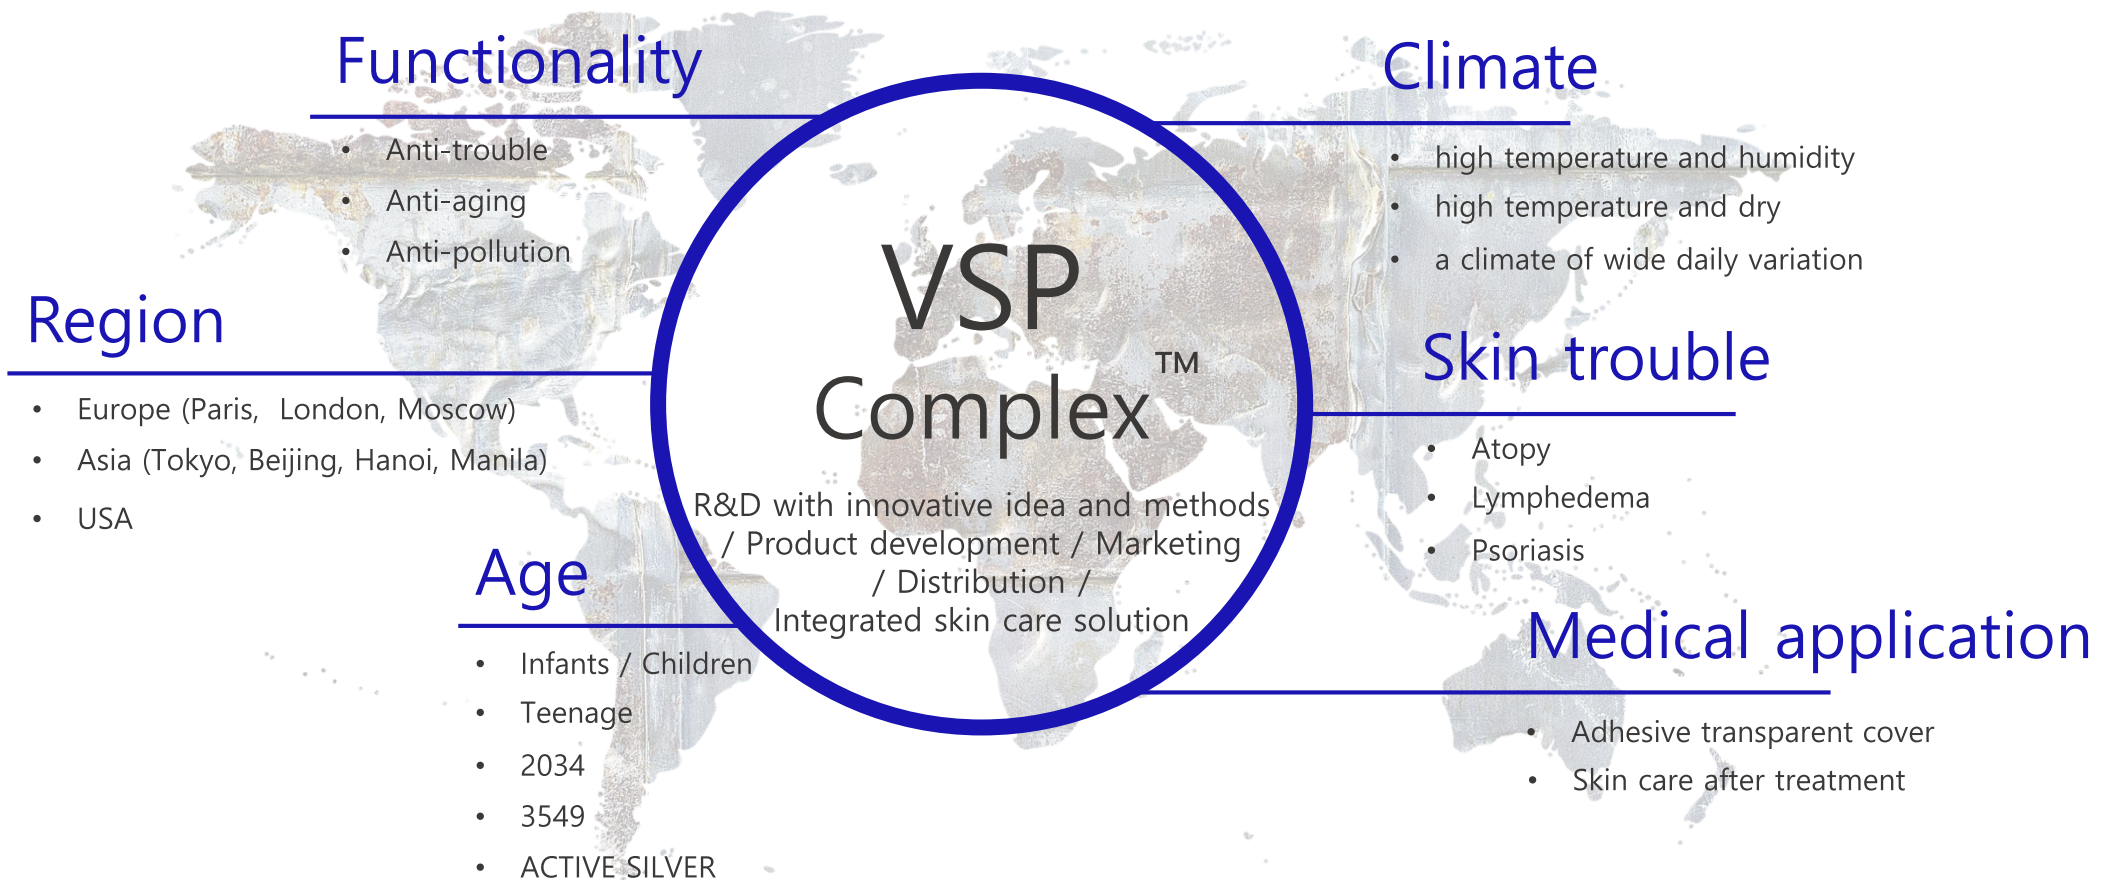 Functionality
• Anti-trouble
• Anti-aging
• Anti-pollution
Region
• Europe (Paris, London, Moscow)
• Asia (Tokyo, Beijing, Hanoi, Manila)
• USA
Age
• Infants / Children
• Teenage
• 2034
• 3549
• ACTIVE SILVER
VSP
Complex™
R&D with innovative idea and methods
/ Product development / Marketing
/ Distribution /
Integrated skin care solution
Climate
• high temperature and humidity
• high temperature and dry
• a climate of wide daily variation
Skin trouble
• Atopy
• Lymphedema
• Psoriasis
Medical application
• Adhesive transparent cover
• Skin care after treatment